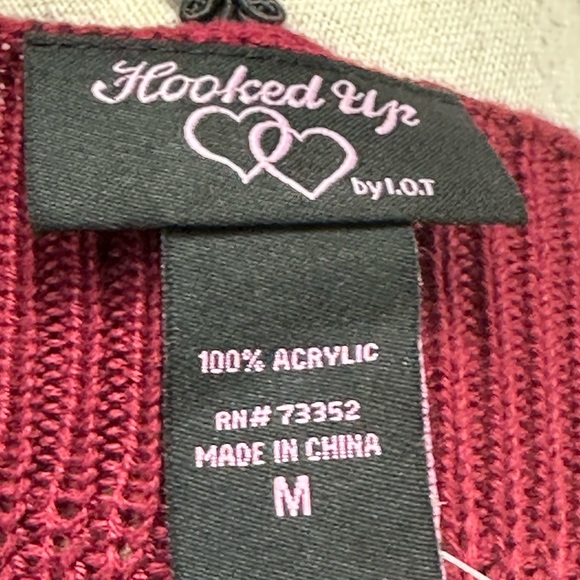 Hooked Up
by I.O.T
100% ACRYLIC
RN# 73352
MADE IN CHINA
M